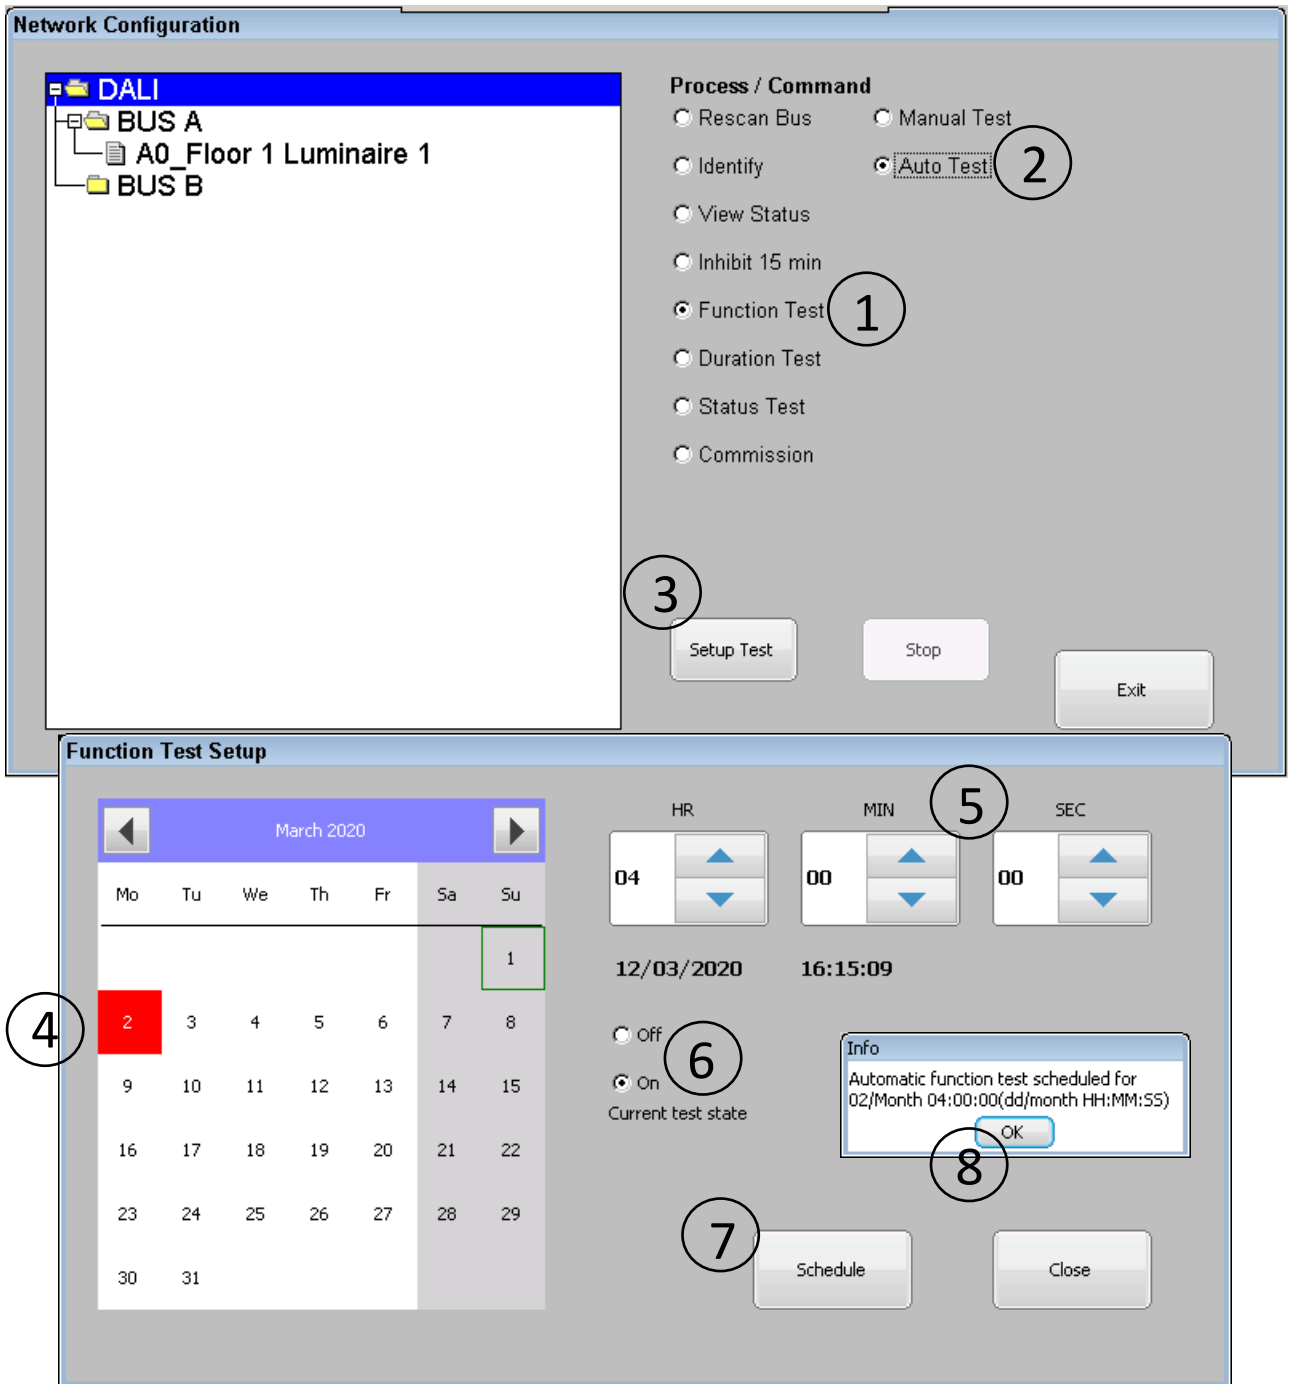 Network Configuration
DALI
BUS A
A0_Floor 1 Luminaire 1
BUS B
Process / Command
Rescan Bus Manual Test
Identify Auto Test 2
View Status
Inhibit 15 min
Function Test 1
Duration Test
Status Test
Commission
3
Setup Test Stop
Exit
Function Test Setup
March 2020
Mo Tu We Th Fr Sa Su
1
4 2 3 4 5 6 7 8
9 10 11 12 13 14 15
16 17 18 19 20 21 22
23 24 25 26 27 28 29
30 31
HR MIN 5 SEC
04 00 00
12/03/2020 16:15:09
Off
6
On
Current test state
Info
Automatic function test scheduled for
02/Month 04:00:00(dd/month HH:MM:SS)
OK
8
7
Schedule Close